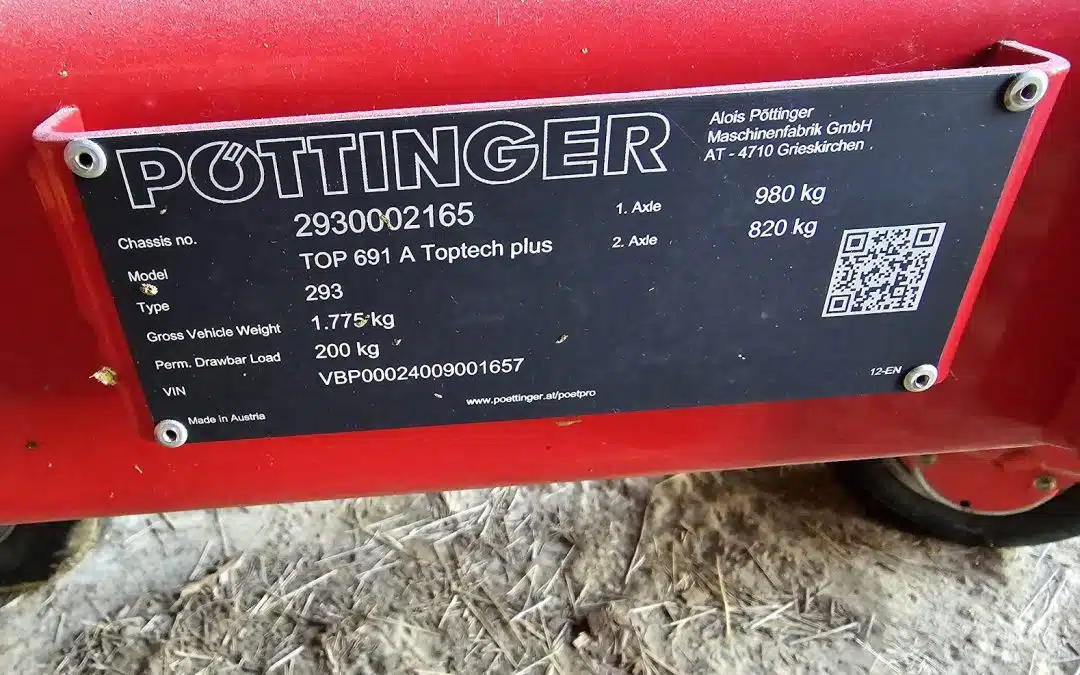 PÖTTINGER
Alois Pöttinger
Maschinenfabrik GmbH
AT - 4710 Grieskirchen
Chassis no. 2930002165
Model TOP 691 A Toptech plus
Type 293
Gross Vehicle Weight 1.775 kg
Perm. Drawbar Load 200 kg
VIN VBP00024009001657
1. Axle 980 kg
2. Axle 820 kg
Made in Austria
www.poettinger.at/poetpro
12-EN